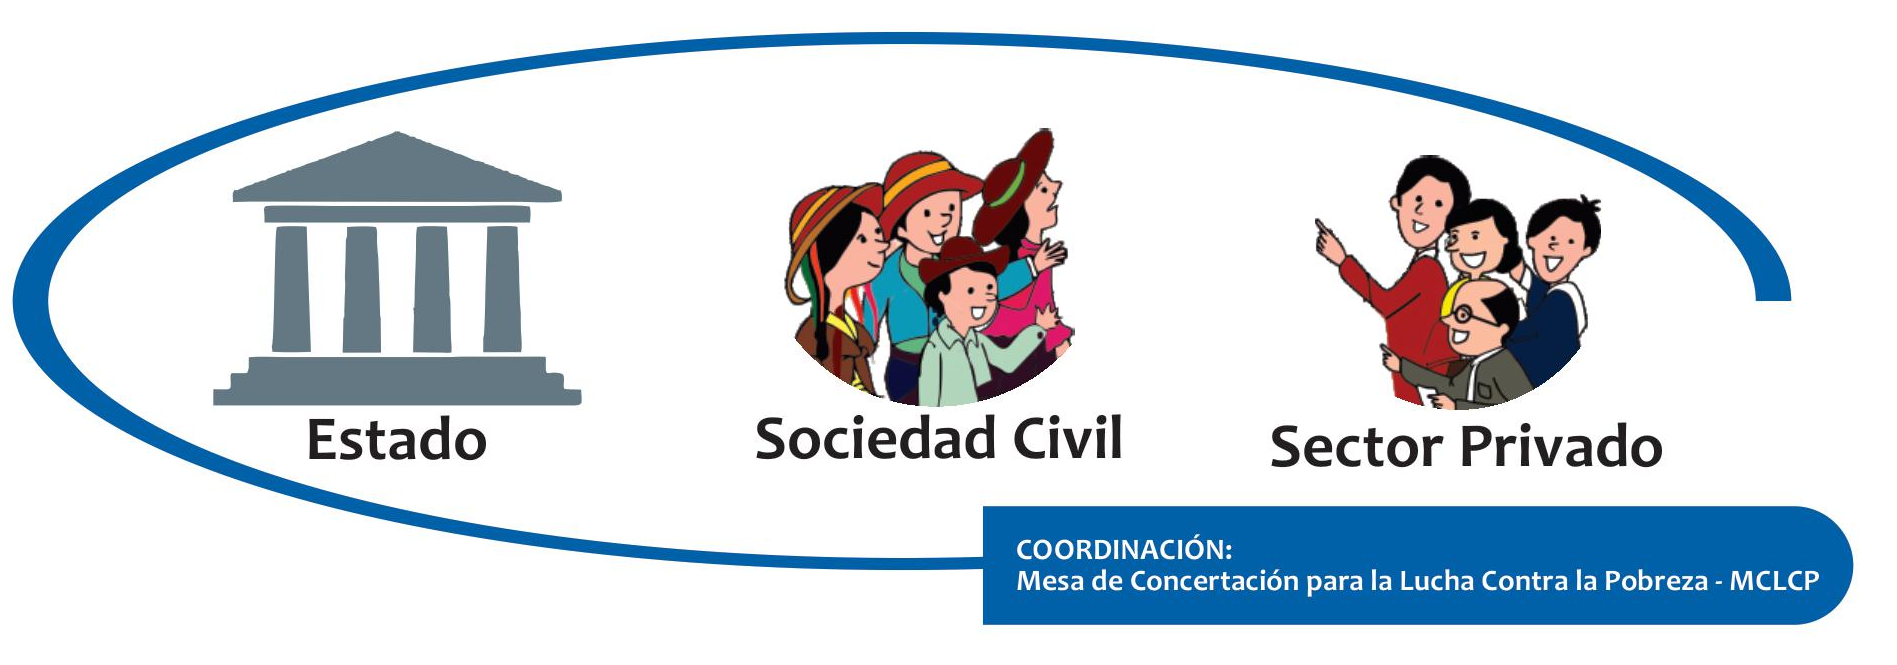 Estado
Sociedad Civil
Sector Privado
COORDINACIÓN:
Mesa de Concertación para la Lucha Contra la Pobreza - MCLCP